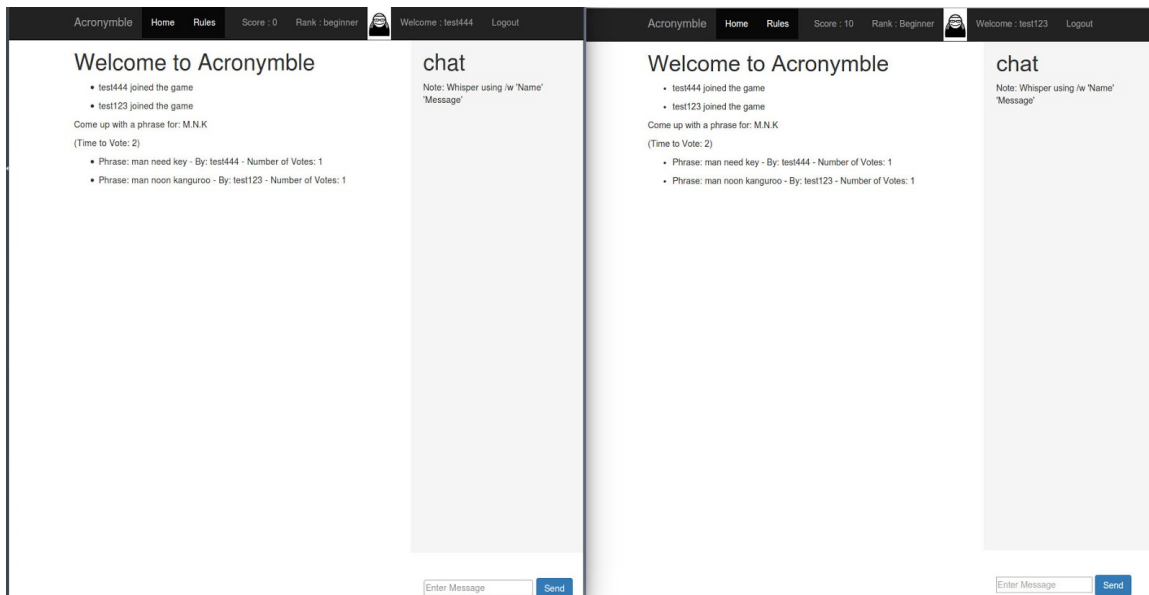 Acronymble Home Rules Score : 0 Rank : beginner Welcome : test444 Logout
Welcome to Acronymble
test444 joined the game
test123 joined the game
Come up with a phrase for: M.N.K
(Time to Vote: 2)
Phrase: man need key - By: test444 - Number of Votes: 1
Phrase: man noon kanguroo - By: test123 - Number of Votes: 1
chat
Note: Whisper using /w 'Name'
'Message'
Enter Message Send
Acronymble Home Rules Score : 10 Rank : Beginner Welcome : test123 Logout
Welcome to Acronymble
test444 joined the game
test123 joined the game
Come up with a phrase for: M.N.K
(Time to Vote: 2)
Phrase: man need key - By: test444 - Number of Votes: 1
Phrase: man noon kanguroo - By: test123 - Number of Votes: 1
chat
Note: Whisper using /w 'Name'
'Message'
Enter Message Send